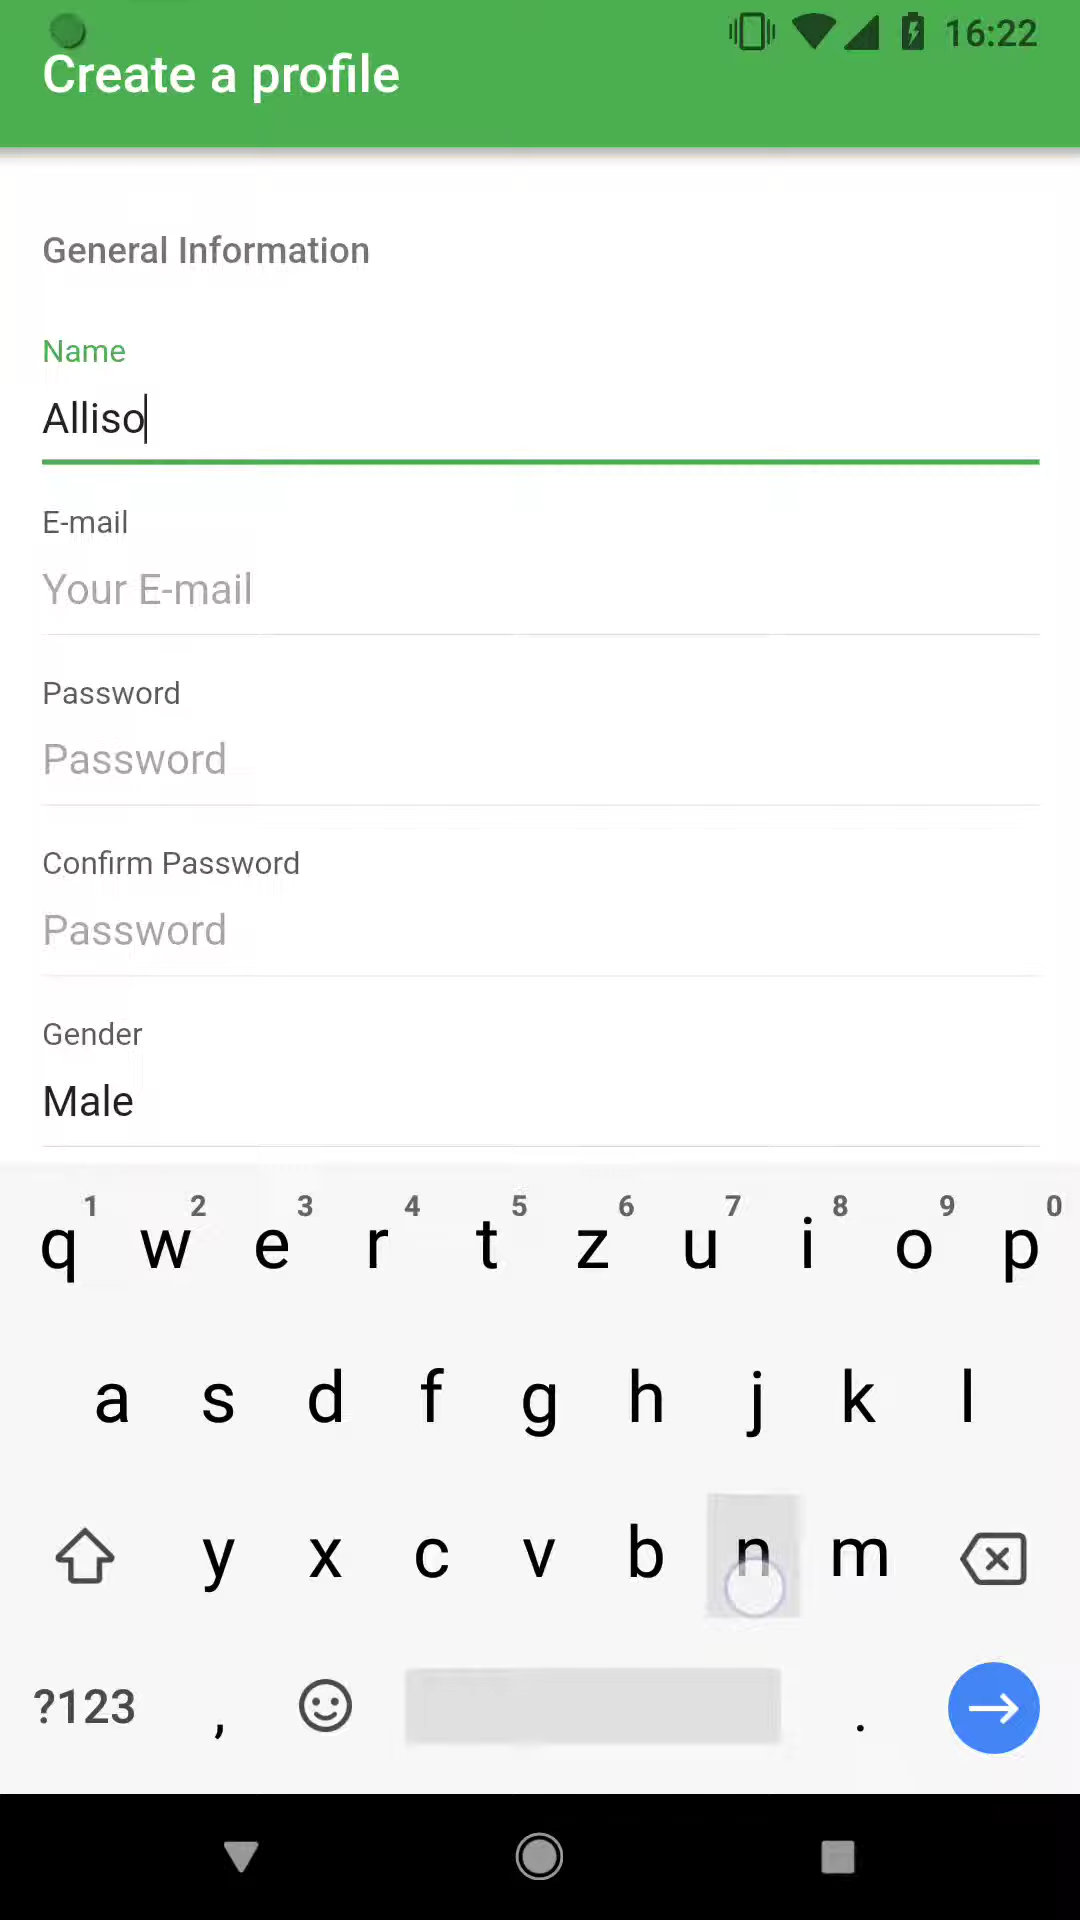 16:22
Create a profile
General Information
Name
Alliso
E-mail
Your E-mail
Password
Password
Confirm Password
Password
Gender
Male
1 2 3 4 5 6 7 8 9 0
q w e r t z u i o p
a s d f g h j k l
y x c v b n m
?123 , .